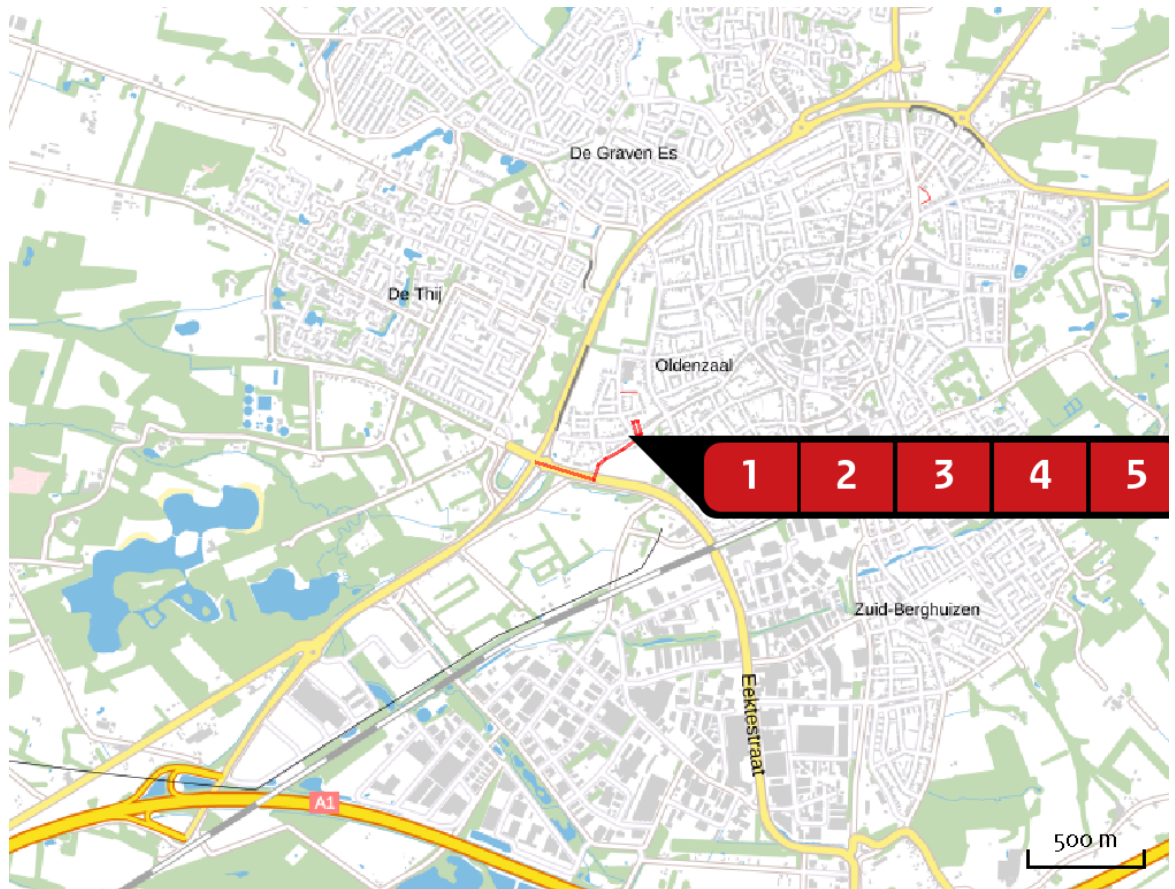 De Graven Es
De Thij
Oldenzaal
1 2 3 4 5
Zuid-Berghuizen
Eektestraat
A1
500 m